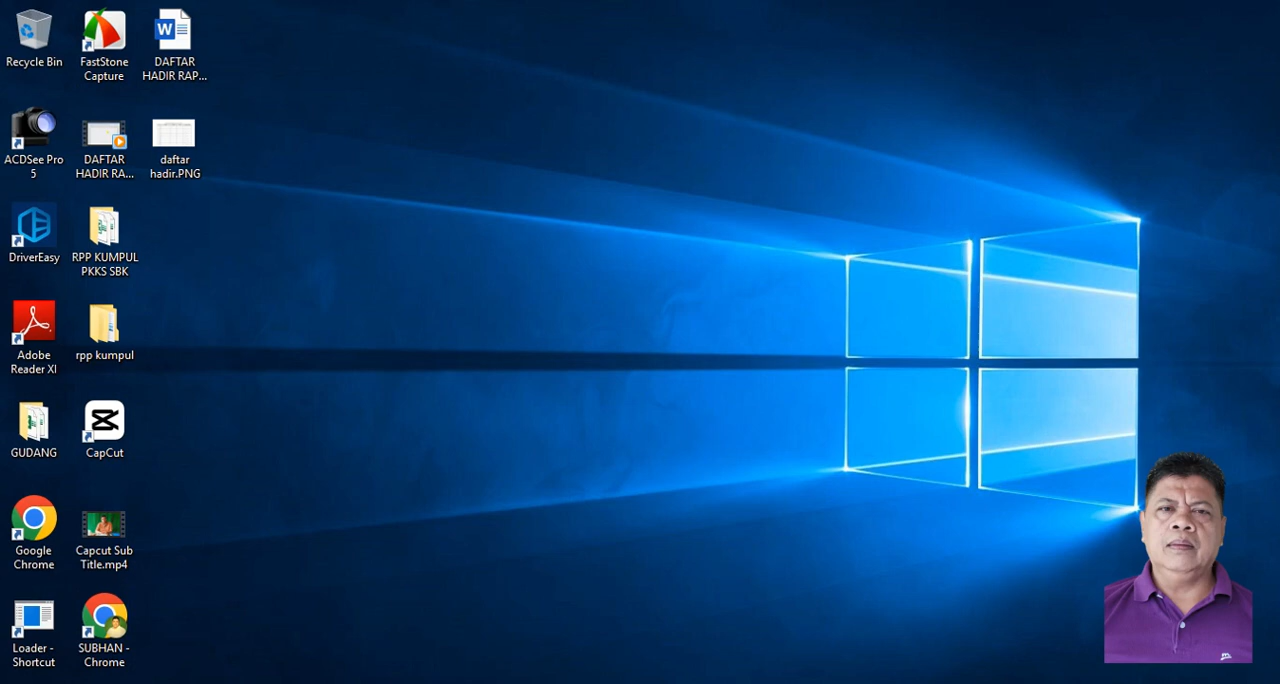 Recycle Bin
FastStone
Capture
DAFTAR
HADIR RAP...
ACDSee Pro
5
DAFTAR
HADIR RA...
daftar
hadir.PNG
DriverEasy
RPP KUMPUL
PKKS SBK
Adobe
Reader XI
rpp kumpul
GUDANG
CapCut
Google
Chrome
Capcut Sub
Title.mp4
Loader -
Shortcut
SUBHAN -
Chrome